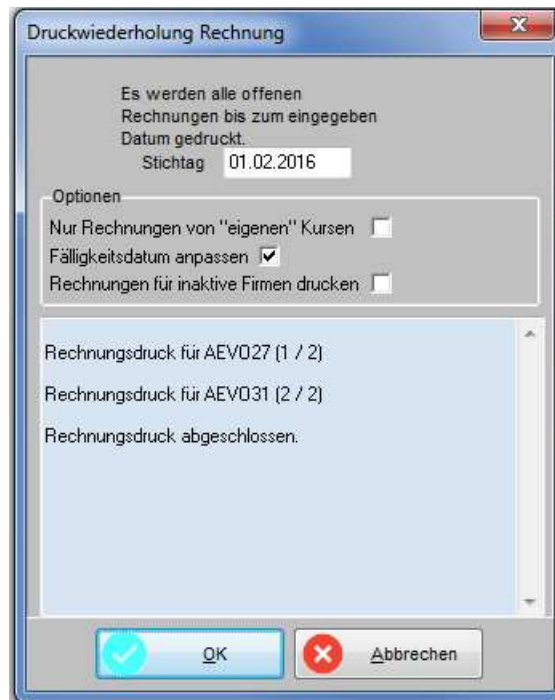 Druckwiederholung Rechnung
Es werden alle offenen
Rechnungen bis zum eingegeben
Datum gedruckt.
Stichtag 01.02.2016
Optionen
Nur Rechnungen von "eigenen" Kursen
Fälligkeitsdatum anpassen
Rechnungen für inaktive Firmen drucken
Rechnungsdruck für AEVO27 (1 / 2)
Rechnungsdruck für AEVO31 (2 / 2)
Rechnungsdruck abgeschlossen.
OK Abbrechen